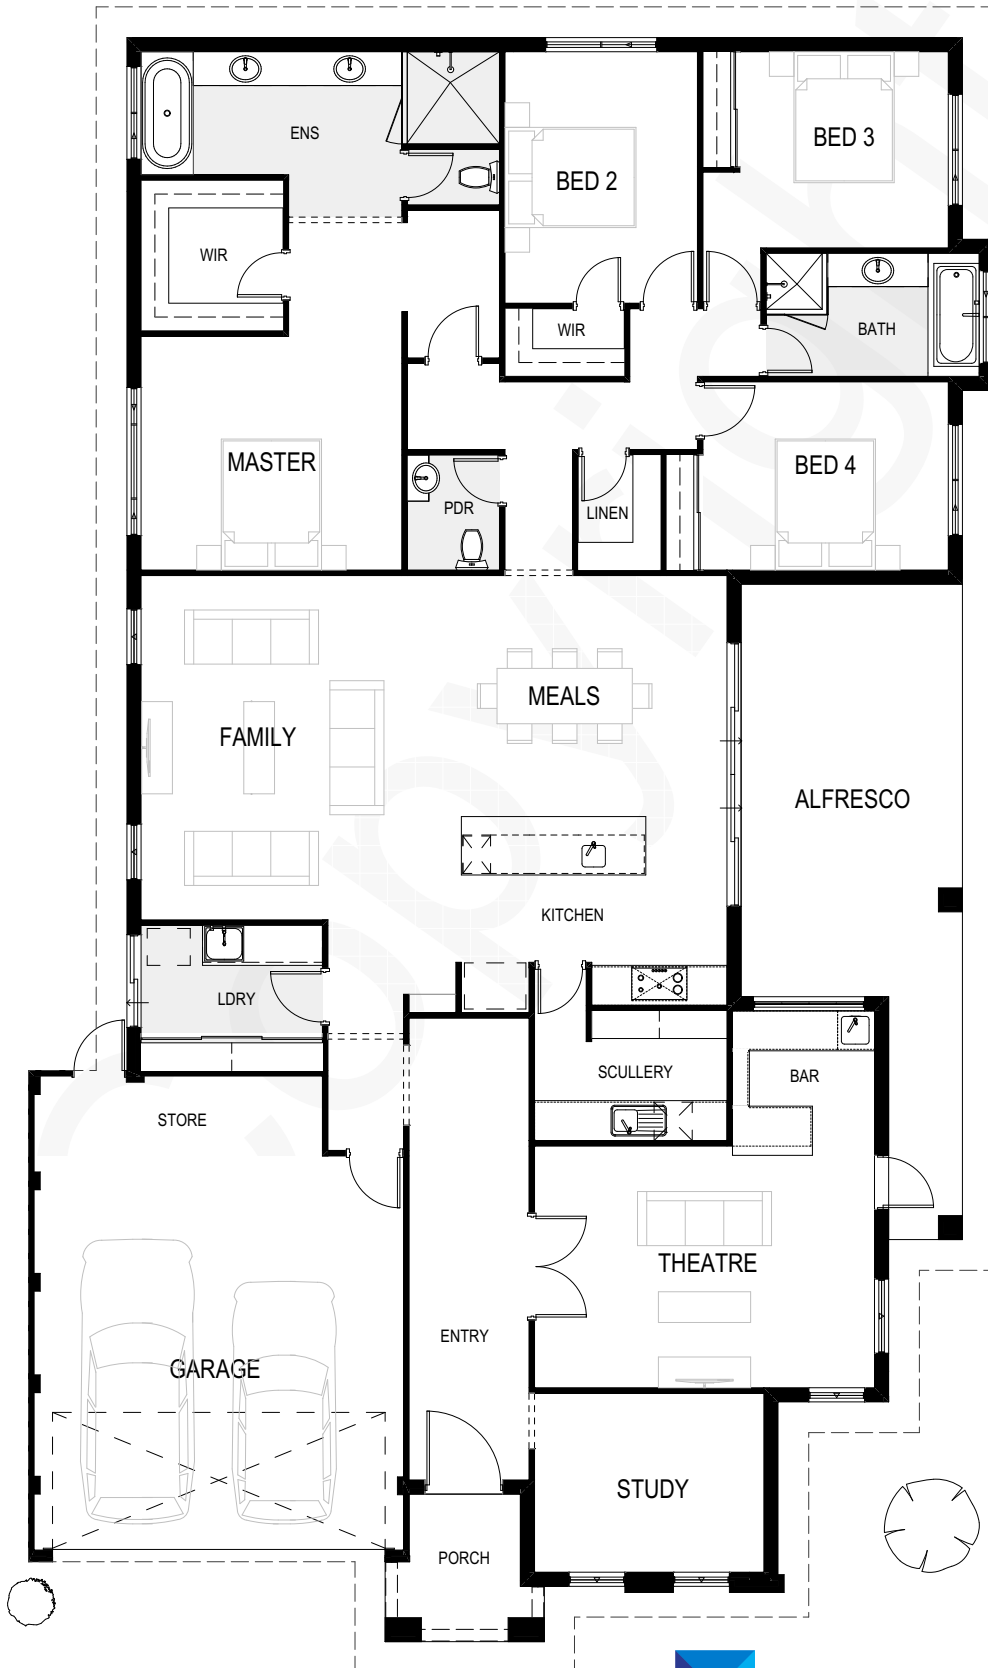 ENS
BED 2
BED 3
WIR
WIR
BATH
MASTER
BED 4
PDR
LINEN
MEALS
FAMILY
ALFRESCO
KITCHEN
LDRY
SCULLERY
BAR
STORE
THEATRE
ENTRY
GARAGE
STUDY
PORCH
Copyright